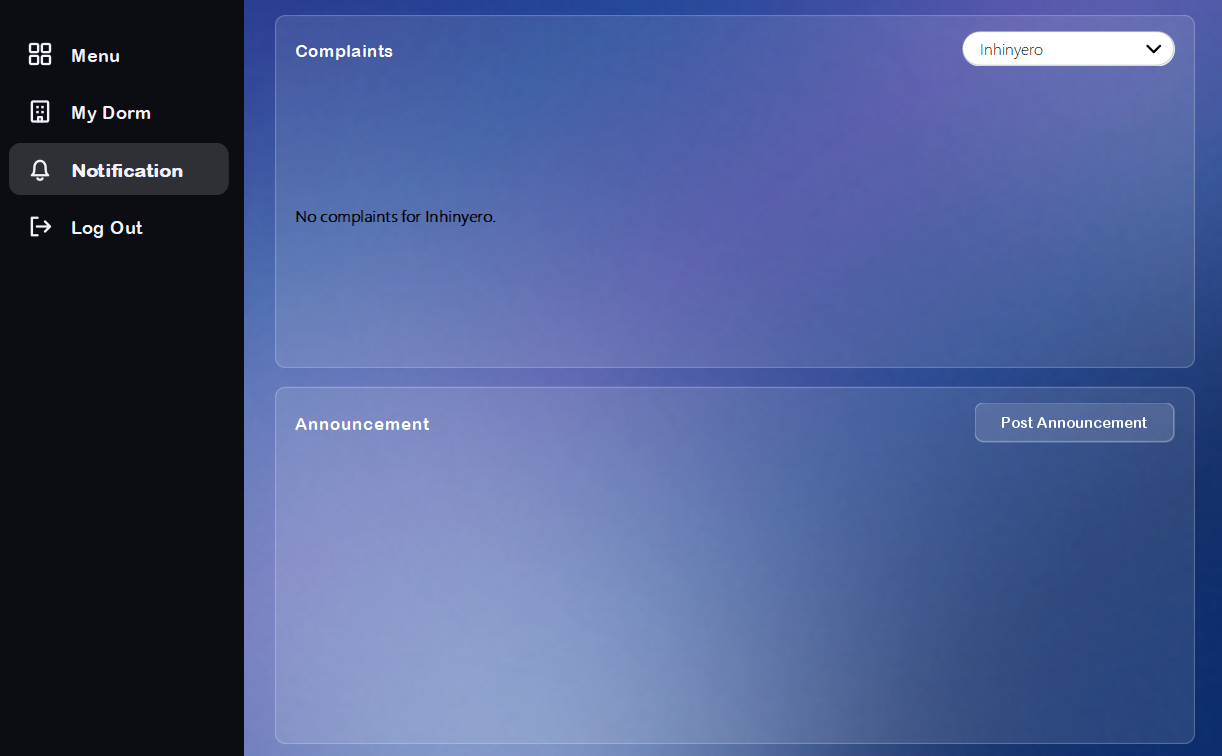 Menu
My Dorm
Notification
Log Out
Complaints
Inhinyero
No complaints for Inhinyero.
Announcement
Post Announcement